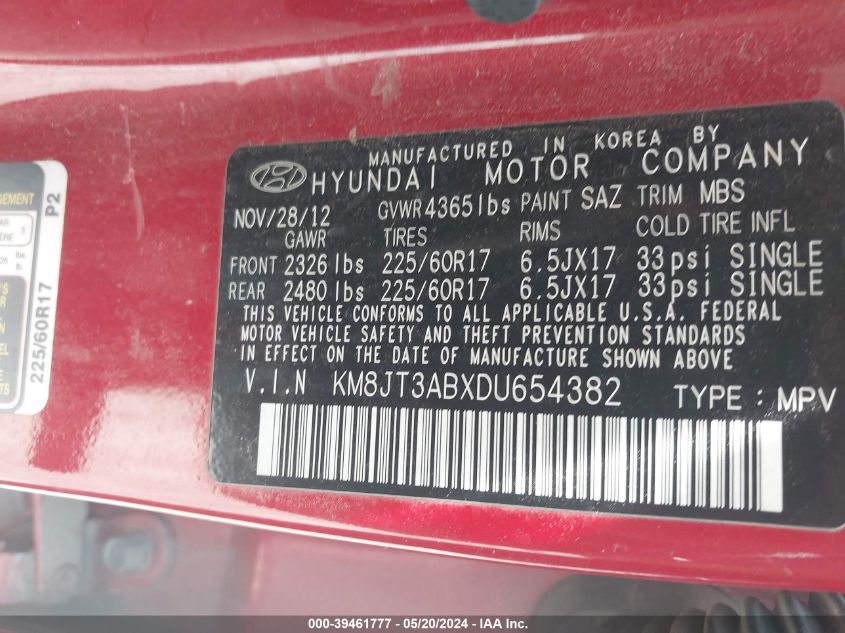 MANUFACTURED IN KOREA BY
HYUNDAI MOTOR COMPANY
NOV/28/12 GVWR 4365lbs PAINT SAZ TRIM MBS
GAWR TIRES RIMS COLD TIRE INFL
FRONT 2326 lbs 225/60R17 6.5JX17 33psi SINGLE
REAR 2480 lbs 225/60R17 6.5JX17 33psi SINGLE
THIS VEHICLE CONFORMS TO ALL APPLICABLE U.S.A. FEDERAL
MOTOR VEHICLE SAFETY AND THEFT PREVENTION STANDARDS
IN EFFECT ON THE DATE OF MANUFACTURE SHOWN ABOVE
V.I.N KM8JT3ABXDU654382 TYPE : MPV
P2
225/60R17
3
lbs
000-39461777 - 05/20/2024 - IAA Inc.